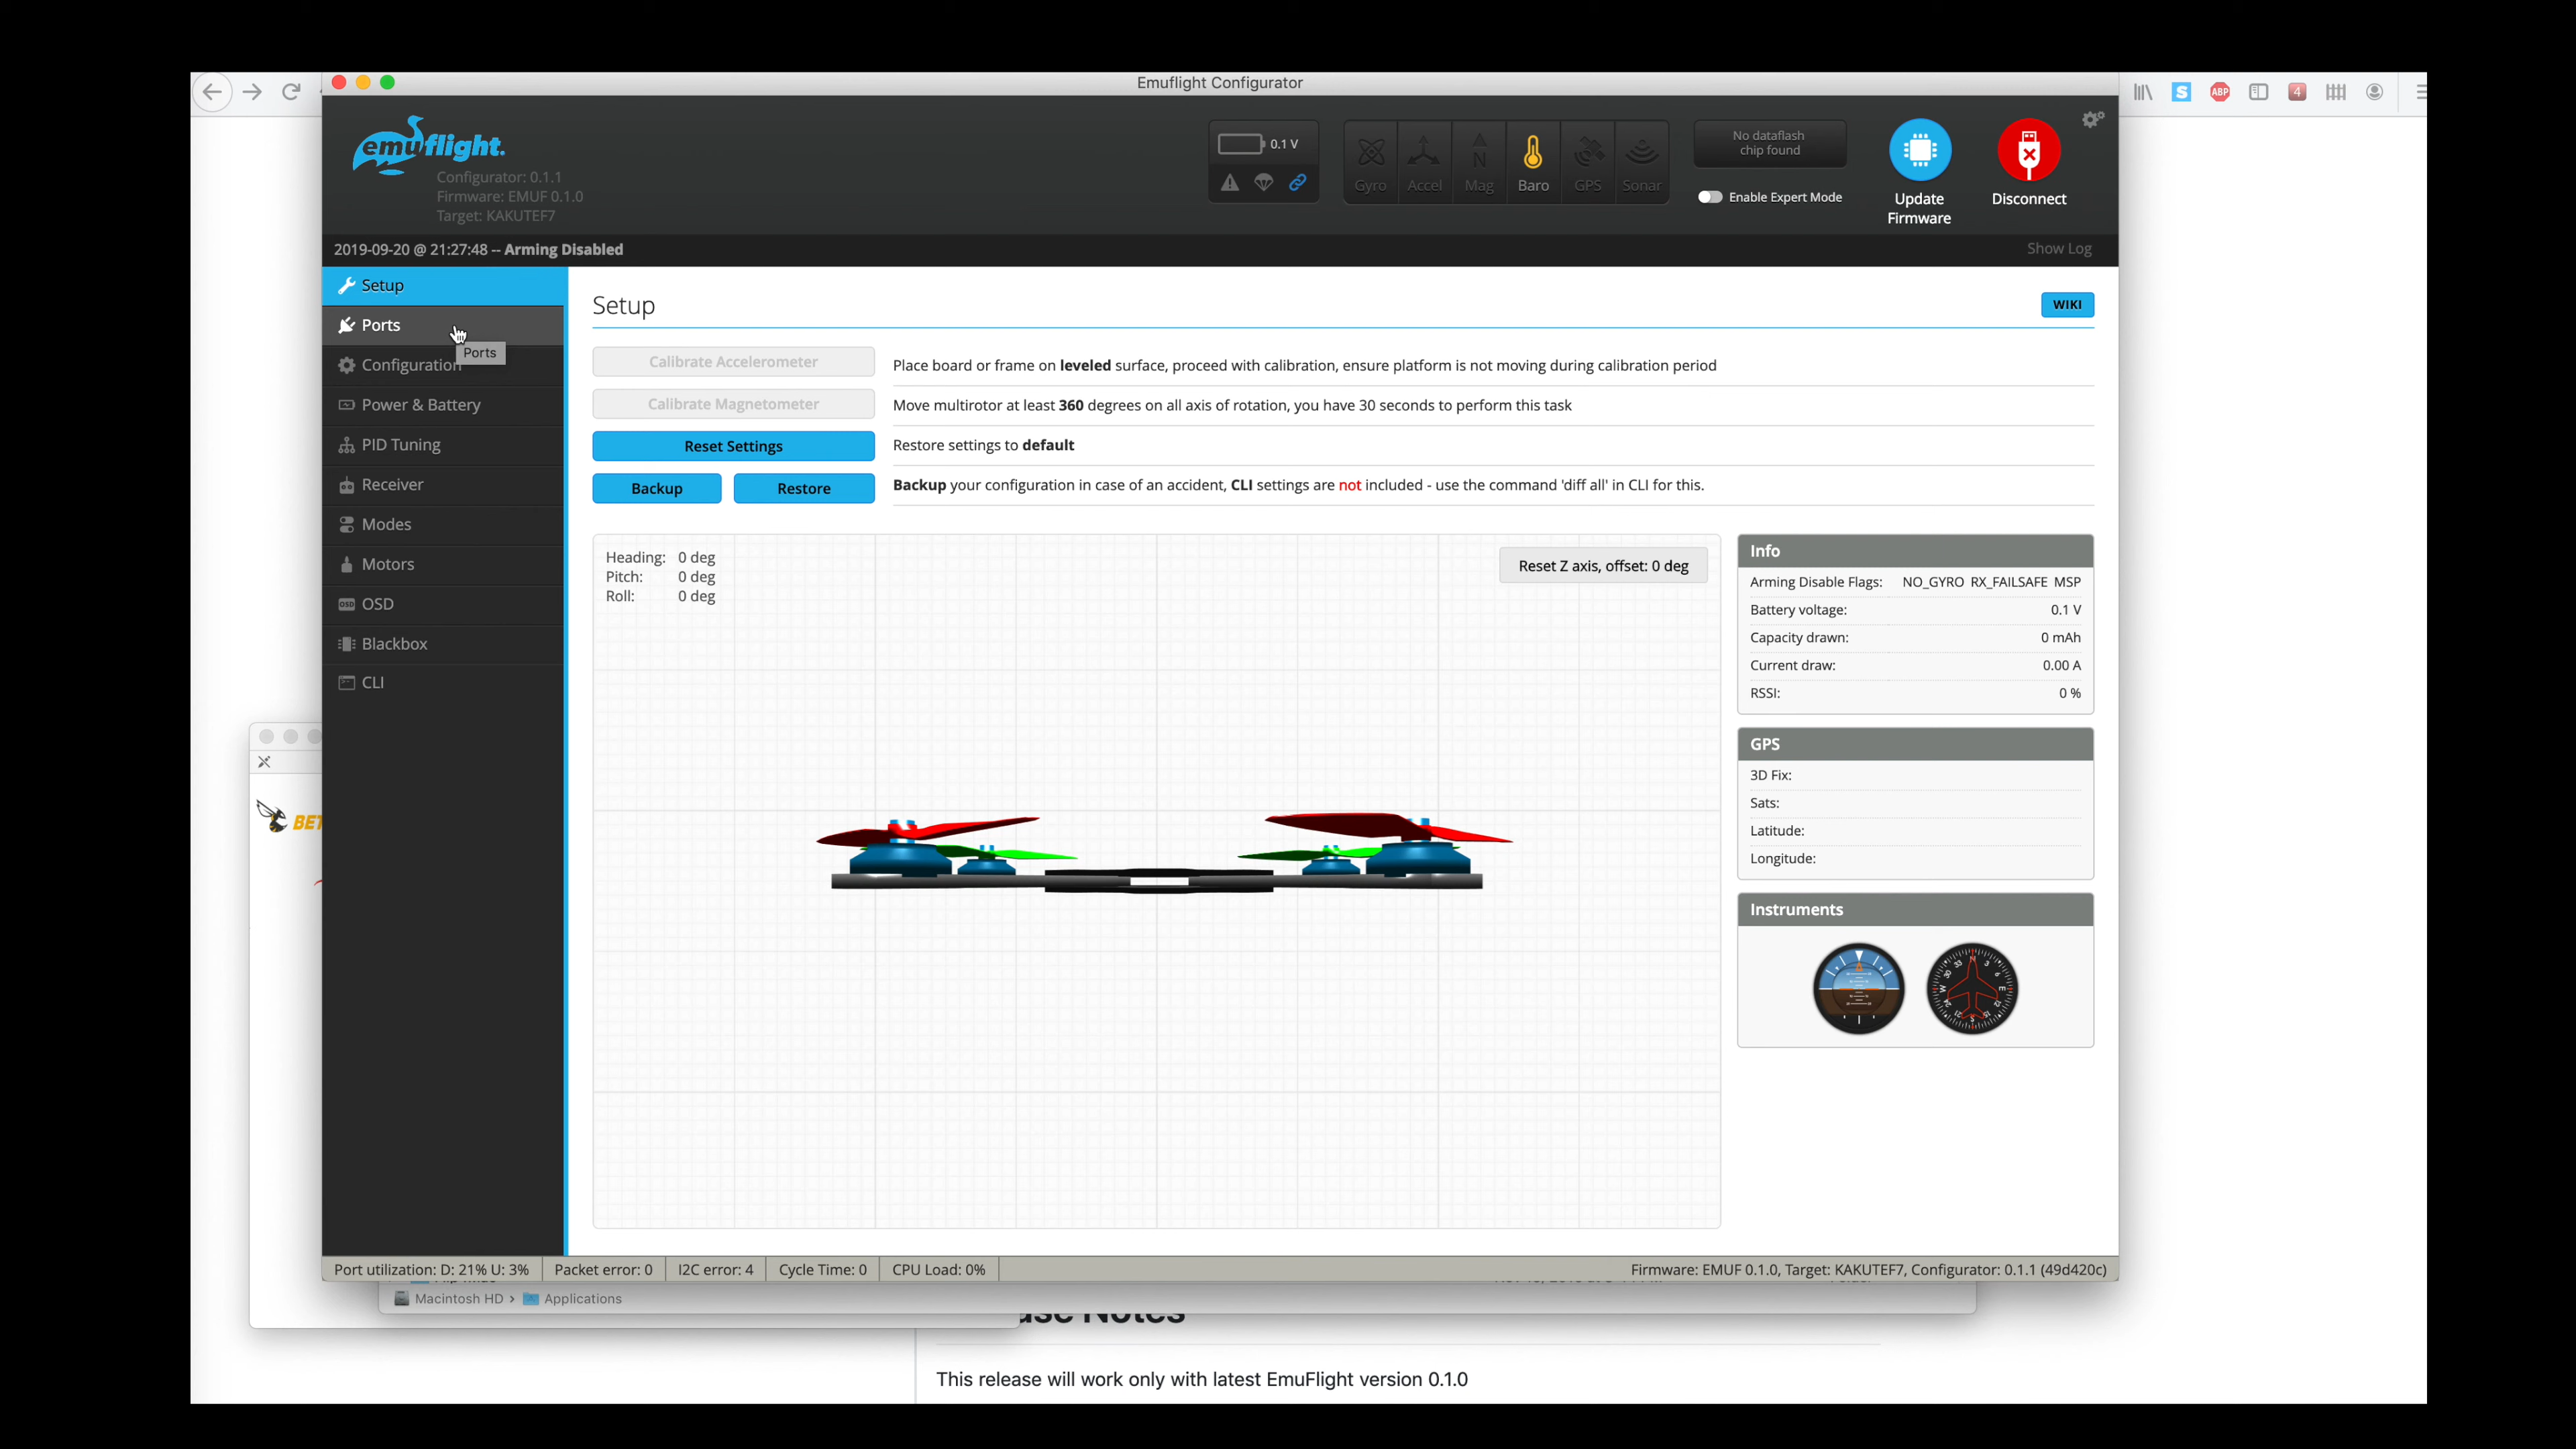 Emuflight Configurator
emuflight.
Configurator: 0.1.1
Firmware: EMUF 0.1.0
Target: KAKUTEF7
0.1 V
Gyro
Accel
N
Mag
Baro
GPS
Sonar
No dataflash
chip found
Enable Expert Mode
Update
Firmware
Disconnect
S
ABP
4
2019-09-20 @ 21:27:48 -- Arming Disabled
Show Log
Setup
Ports
Ports
Configuration
Power & Battery
PID Tuning
Receiver
Modes
Motors
OSD OSD
Blackbox
CLI
Setup
WIKI
Calibrate Accelerometer
Place board or frame on leveled surface, proceed with calibration, ensure platform is not moving during calibration period
Calibrate Magnetometer
Move multirotor at least 360 degrees on all axis of rotation, you have 30 seconds to perform this task
Reset Settings
Restore settings to default
Backup
Restore
Backup your configuration in case of an accident, CLI settings are not included - use the command 'diff all' in CLI for this.
Heading: 0 deg
Pitch: 0 deg
Roll: 0 deg
Reset Z axis, offset: 0 deg
Info
Arming Disable Flags: NO_GYRO RX_FAILSAFE MSP
Battery voltage: 0.1 V
Capacity drawn: 0 mAh
Current draw: 0.00 A
RSSI: 0 %
GPS
3D Fix:
Sats:
Latitude:
Longitude:
Instruments
BET
Port utilization: D: 21% U: 3%
Packet error: 0
I2C error: 4
Cycle Time: 0
CPU Load: 0%
Firmware: EMUF 0.1.0, Target: KAKUTEF7, Configurator: 0.1.1 (49d420c)
Macintosh HD › Applications
Notes
This release will work only with latest EmuFlight version 0.1.0